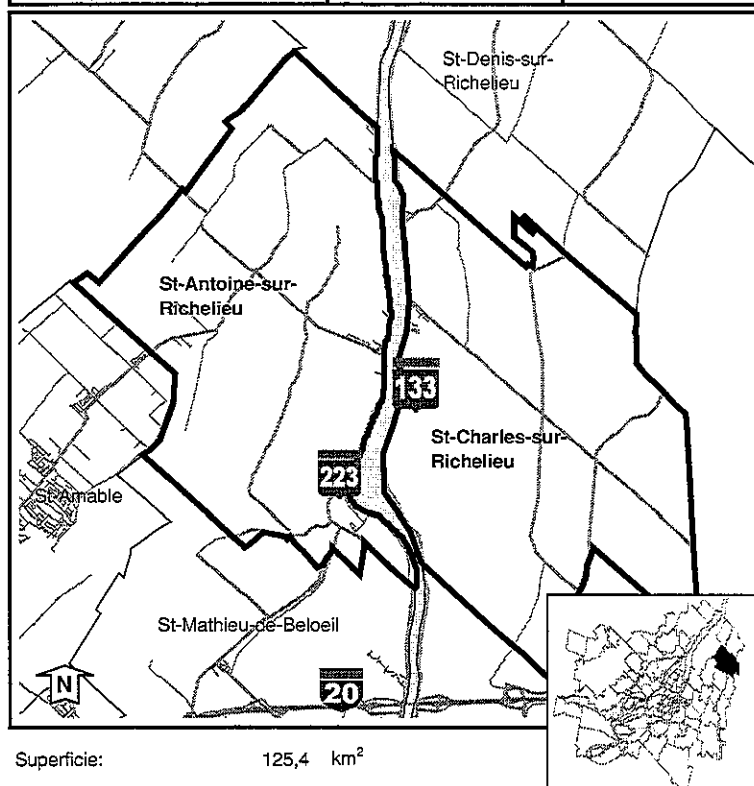 St-Denis-sur-
Richelieu
St-Antoine-sur-
Richelieu
133
St-Charles-sur-
Richelieu
223
St-Amable
St-Mathieu-de-Beloeil
N
20
Superficie: 125,4 km²